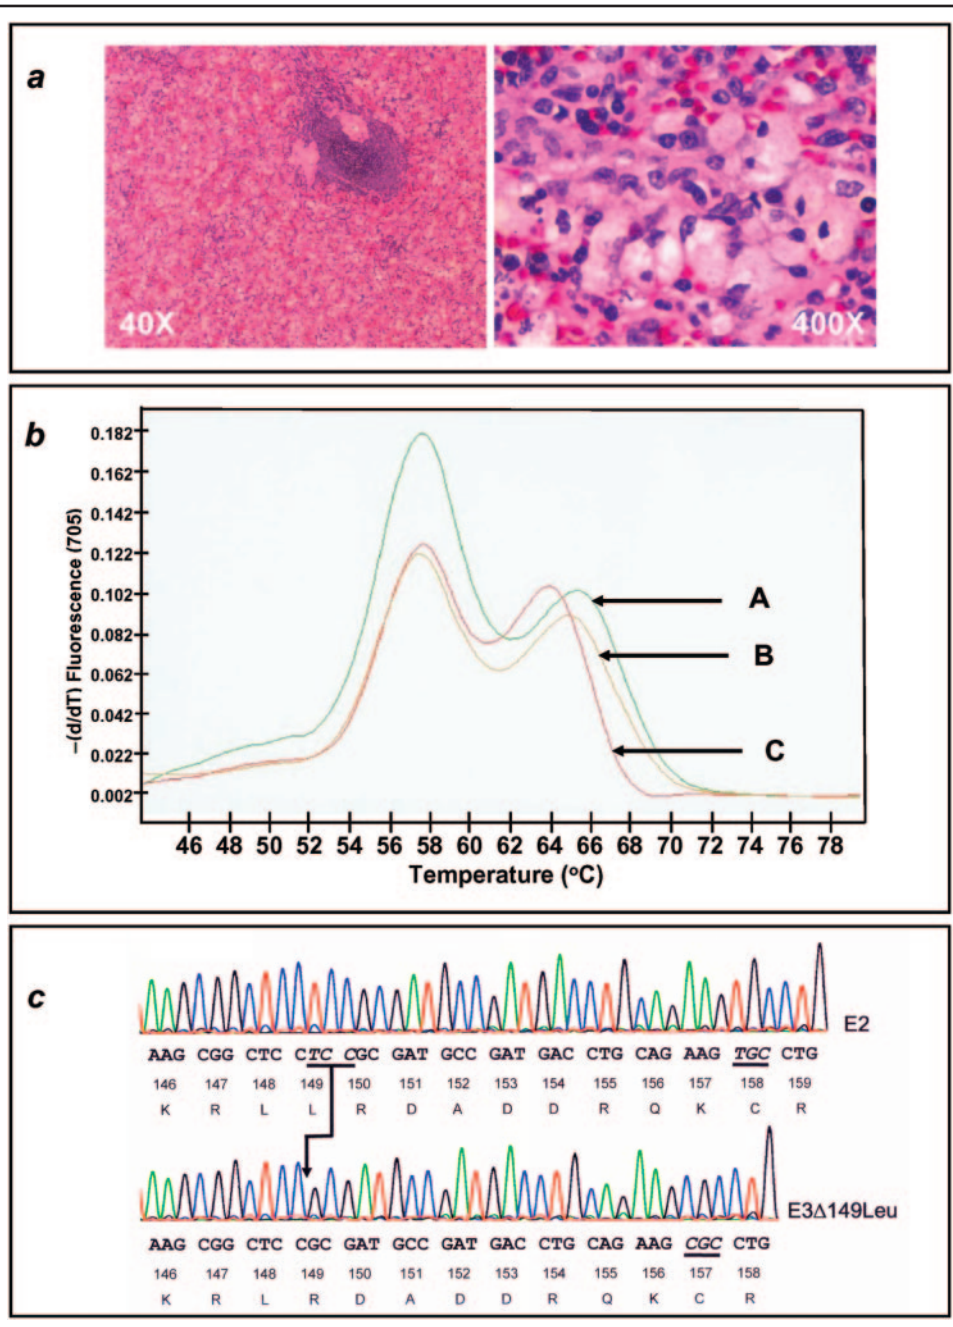 a
40X
400X
b
−(d/dT) Fluorescence (705)
0.182
0.162
0.142
0.122
0.102
0.082
0.062
0.042
0.022
0.002
A
B
C
46 48 50 52 54 56 58 60 62 64 66 68 70 72 74 76 78
Temperature (°C)
c
E2
AAG CGG CTC CTC CGC GAT GCC GAT GAC CTG CAG AAG TGC CTG
146 147 148 149 150 151 152 153 154 155 156 157 158 159
K R L L R D A D D R Q K C R
E3Δ149Leu
AAG CGG CTC CGC GAT GCC GAT GAC CTG CAG AAG CGC CTG
146 147 148 149 150 151 152 153 154 155 156 157 158
K R L R D A D D R Q K C R